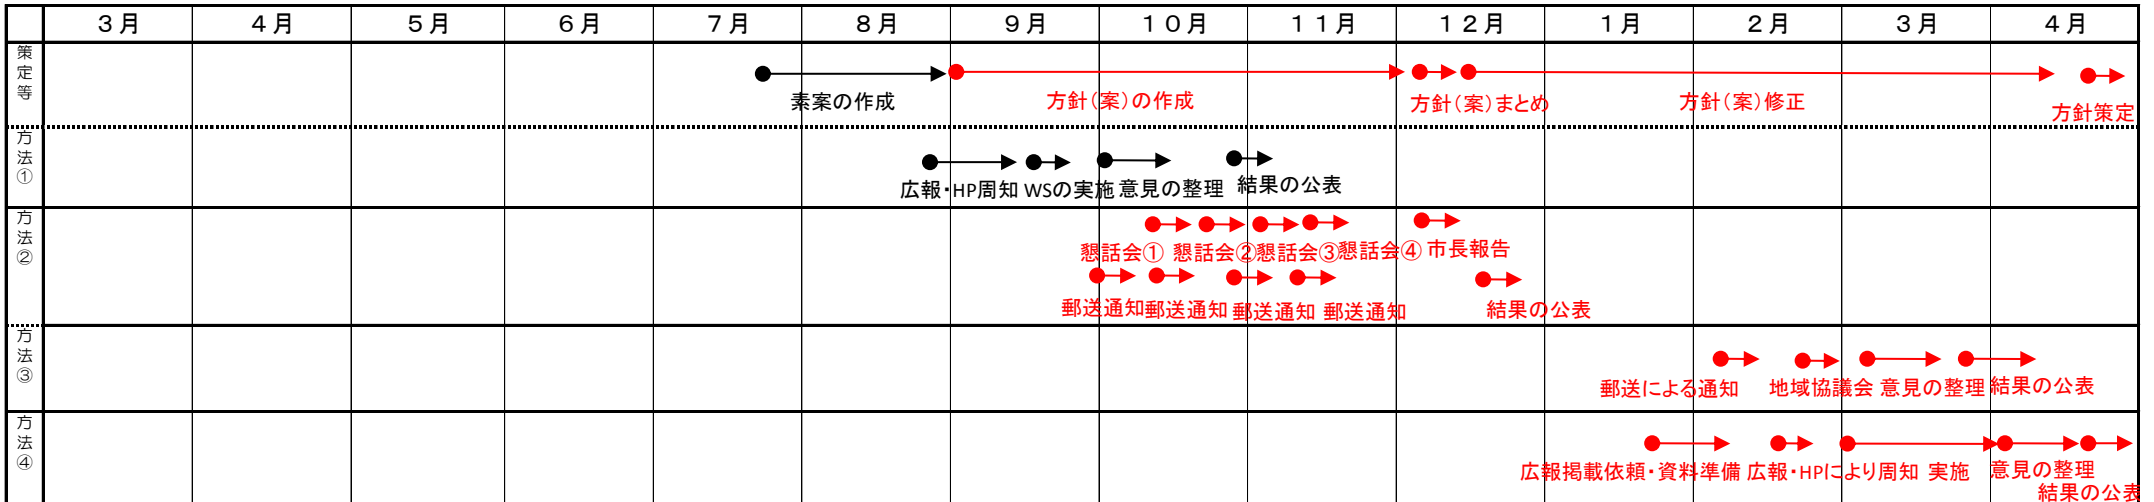 ３月 ４月 ５月 ６月 ７月 ８月 ９月 １０月 １１月 １２月 １月 ２月 ３月 ４月
策定等
素案の作成 方針（案）の作成 方針（案）まとめ 方針（案）修正 方針策定
方法①
広報・HP周知 WSの実施 意見の整理 結果の公表
方法②
懇話会① 懇話会② 懇話会③ 懇話会④ 市長報告
郵送通知 郵送通知 郵送通知 郵送通知 結果の公表
方法③
郵送による通知 地域協議会 意見の整理 結果の公表
方法④
広報掲載依頼・資料準備 広報・HPにより周知 実施 意見の整理
結果の公表